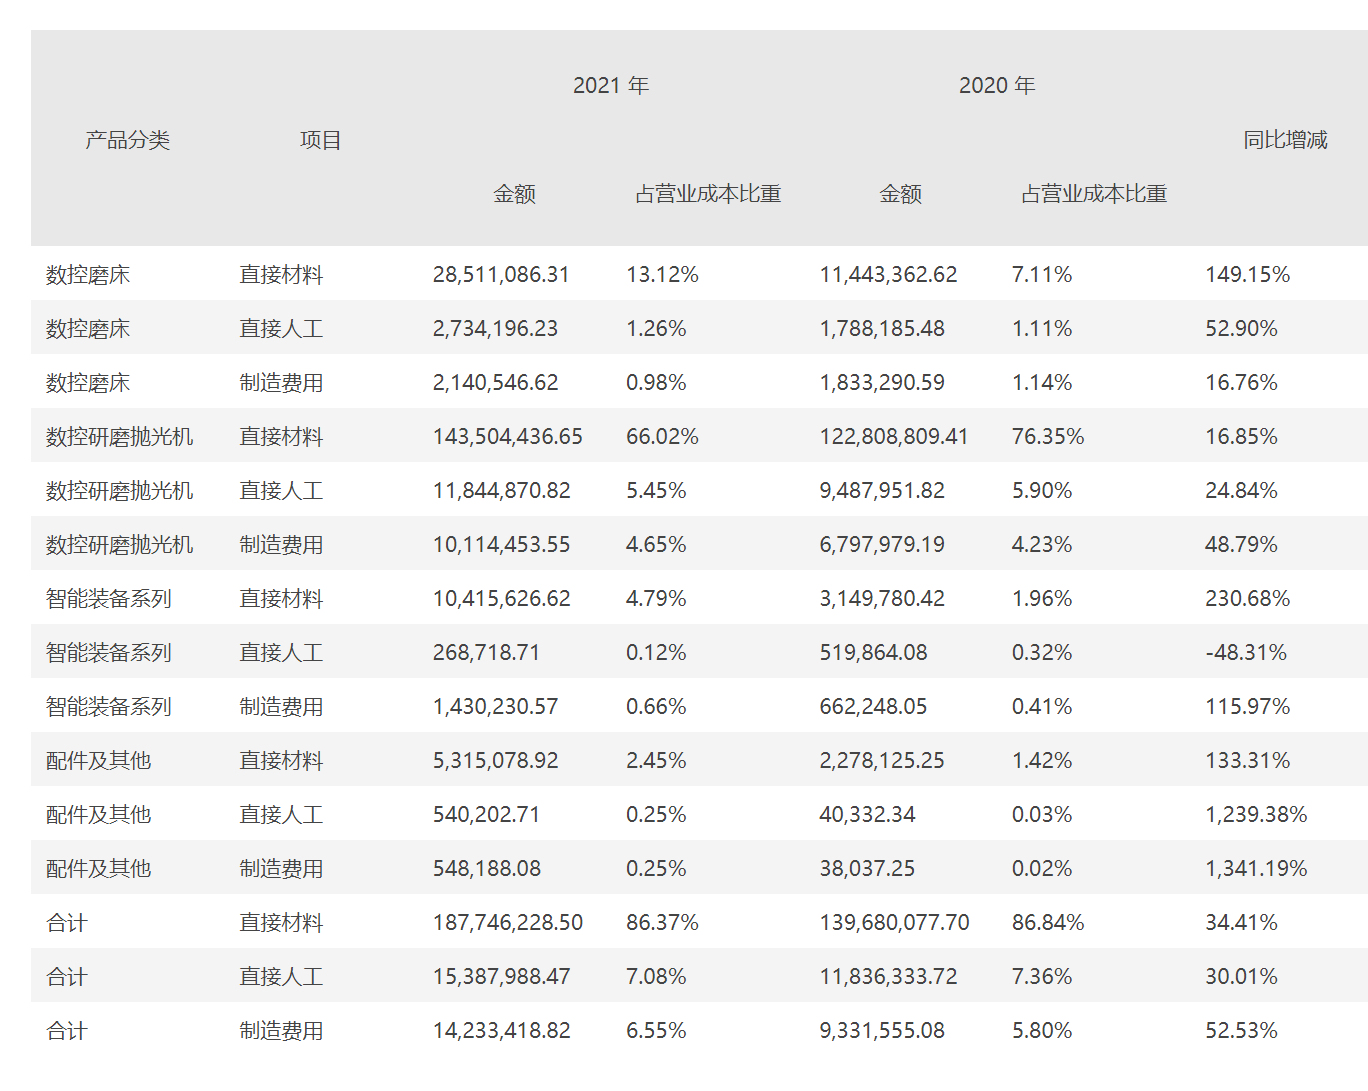 2021 年 2020 年
产品分类 项目 同比增减
金额 占营业成本比重 金额 占营业成本比重
数控磨床 直接材料 28,511,086.31 13.12% 11,443,362.62 7.11% 149.15%
数控磨床 直接人工 2,734,196.23 1.26% 1,788,185.48 1.11% 52.90%
数控磨床 制造费用 2,140,546.62 0.98% 1,833,290.59 1.14% 16.76%
数控研磨抛光机 直接材料 143,504,436.65 66.02% 122,808,809.41 76.35% 16.85%
数控研磨抛光机 直接人工 11,844,870.82 5.45% 9,487,951.82 5.90% 24.84%
数控研磨抛光机 制造费用 10,114,453.55 4.65% 6,797,979.19 4.23% 48.79%
智能装备系列 直接材料 10,415,626.62 4.79% 3,149,780.42 1.96% 230.68%
智能装备系列 直接人工 268,718.71 0.12% 519,864.08 0.32% -48.31%
智能装备系列 制造费用 1,430,230.57 0.66% 662,248.05 0.41% 115.97%
配件及其他 直接材料 5,315,078.92 2.45% 2,278,125.25 1.42% 133.31%
配件及其他 直接人工 540,202.71 0.25% 40,332.34 0.03% 1,239.38%
配件及其他 制造费用 548,188.08 0.25% 38,037.25 0.02% 1,341.19%
合计 直接材料 187,746,228.50 86.37% 139,680,077.70 86.84% 34.41%
合计 直接人工 15,387,988.47 7.08% 11,836,333.72 7.36% 30.01%
合计 制造费用 14,233,418.82 6.55% 9,331,555.08 5.80% 52.53%